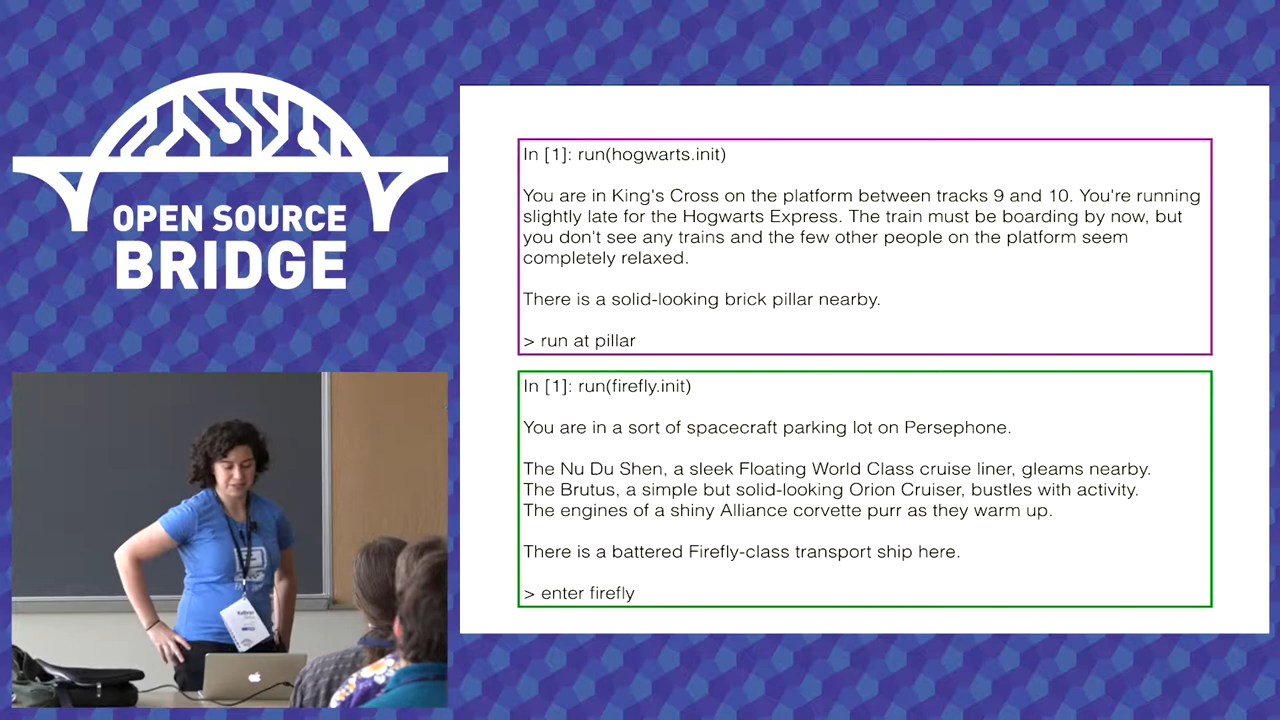 OPEN SOURCE
BRIDGE
In [1]: run(hogwarts.init)
You are in King's Cross on the platform between tracks 9 and 10. You're running
slightly late for the Hogwarts Express. The train must be boarding by now, but
you don't see any trains and the few other people on the platform seem
completely relaxed.
There is a solid-looking brick pillar nearby.
> run at pillar
In [1]: run(firefly.init)
You are in a sort of spacecraft parking lot on Persephone.
The Nu Du Shen, a sleek Floating World Class cruise liner, gleams nearby.
The Brutus, a simple but solid-looking Orion Cruiser, bustles with activity.
The engines of a shiny Alliance corvette purr as they warm up.
There is a battered Firefly-class transport ship here.
> enter firefly